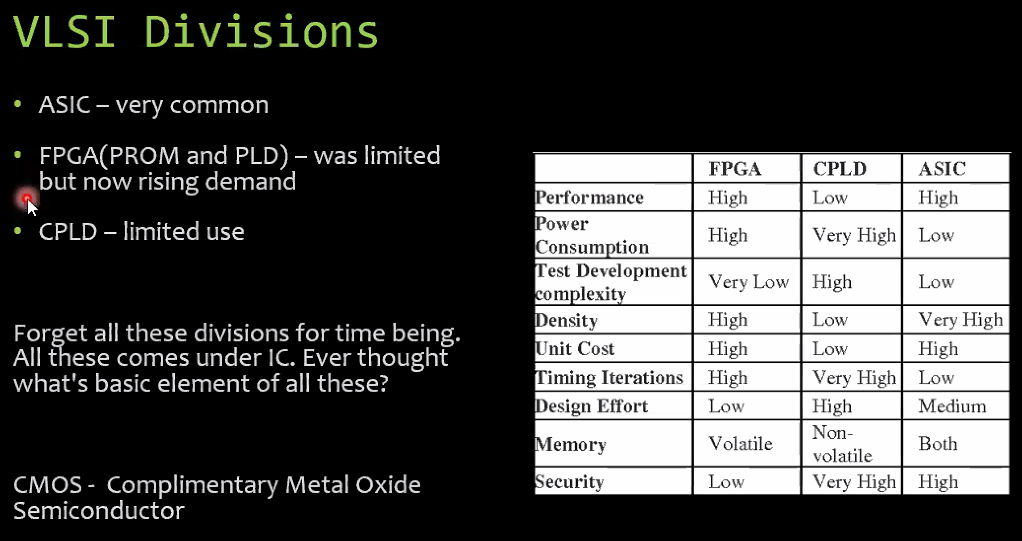 VLSI Divisions
• ASIC – very common
• FPGA(PROM and PLD) – was limited
but now rising demand
• CPLD – limited use
Forget all these divisions for time being.
All these comes under IC. Ever thought
what's basic element of all these?
CMOS - Complimentary Metal Oxide
Semiconductor
FPGA CPLD ASIC
Performance High Low High
Power
Consumption High Very High Low
Test Development
complexity Very Low High Low
Density High Low Very High
Unit Cost High Low High
Timing Iterations High Very High Low
Design Effort Low High Medium
Memory Volatile Non-
volatile Both
Security Low Very High High